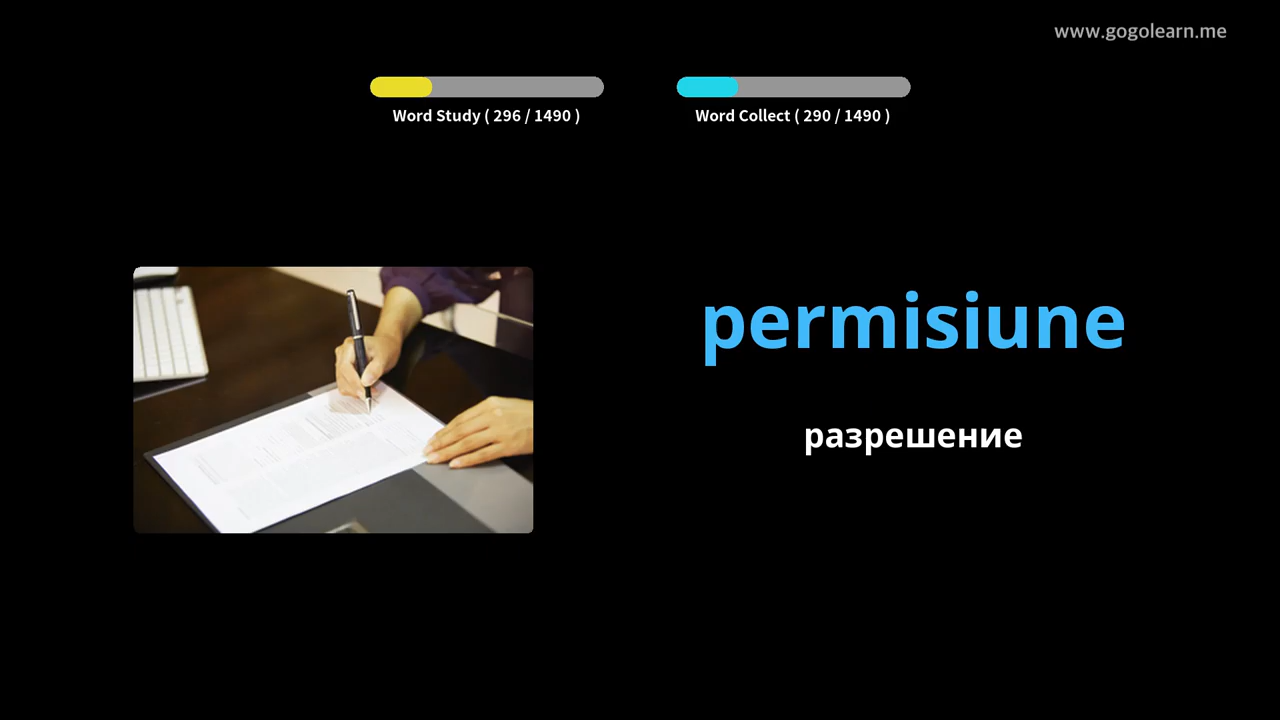 www.gogolearn.me
Word Study ( 296 / 1490 )
Word Collect ( 290 / 1490 )
permisiune
разрешение